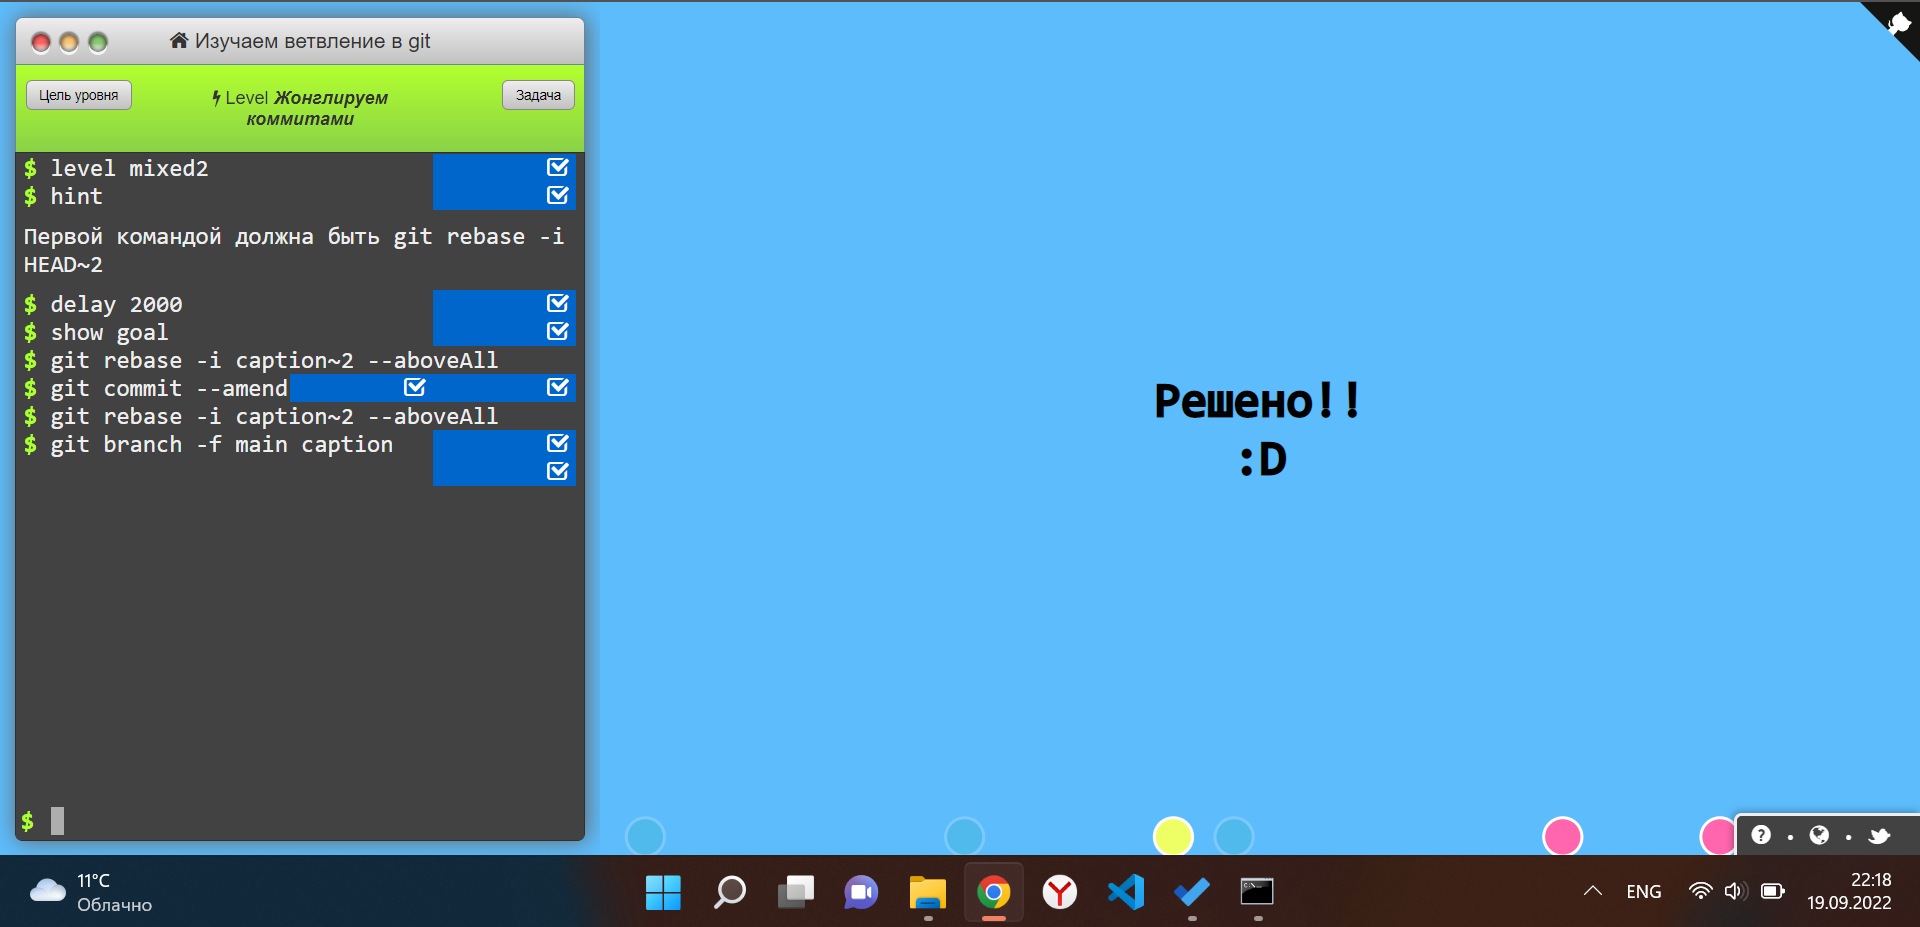 Изучаем ветвление в git
Цель уровня
Level Жонглируем
коммитами
Задача
$ level mixed2
$ hint
Первой командой должна быть git rebase -i
HEAD~2
$ delay 2000
$ show goal
$ git rebase -i caption~2 --aboveAll
$ git commit --amend
$ git rebase -i caption~2 --aboveAll
$ git branch -f main caption
$
Решено!!
:D
11°C
Облачно
ENG
22:18
19.09.2022